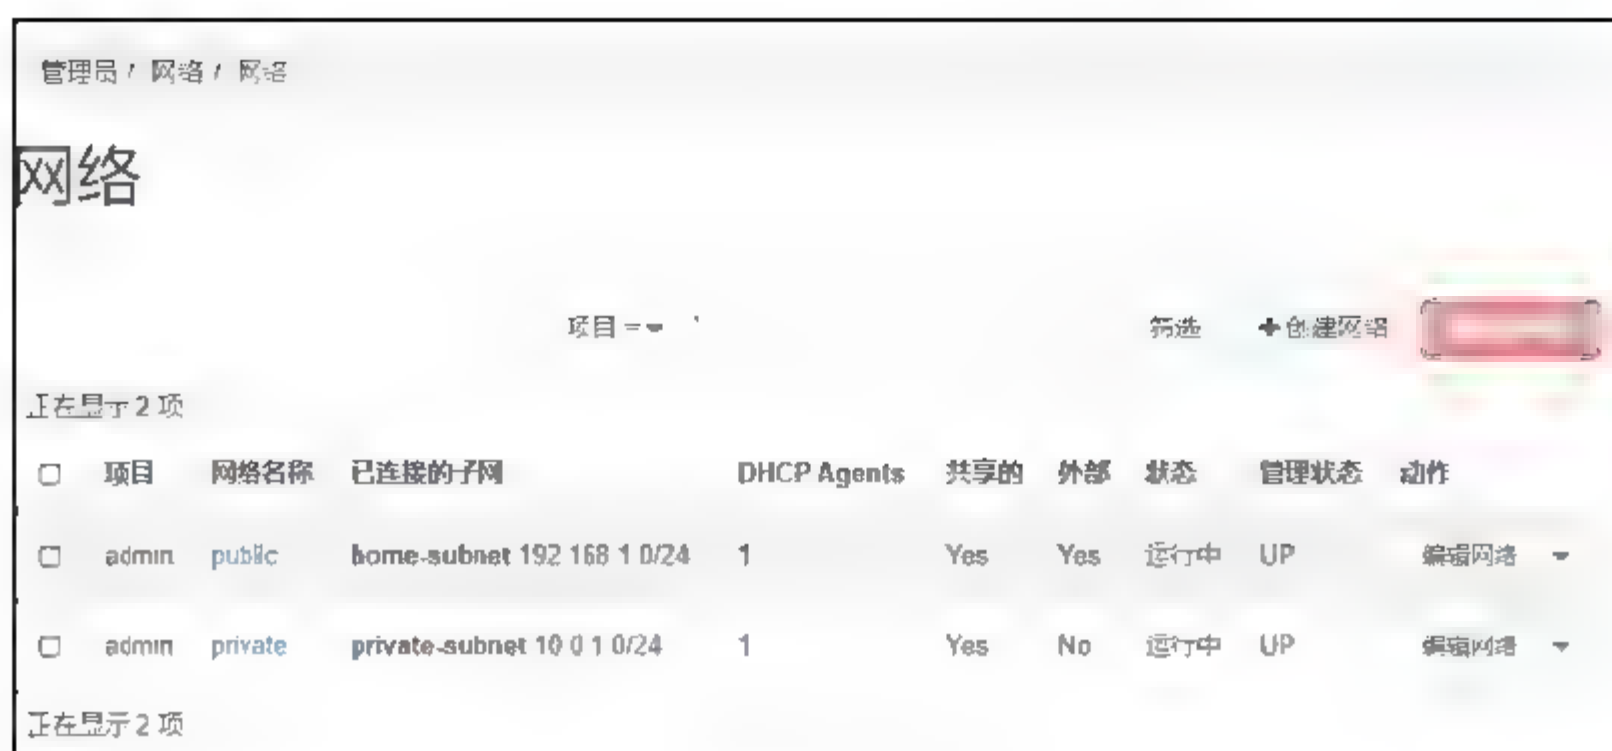 管理员 / 网络 / 网络
网络
项目 = 筛选 +创建网络
正在显示 2 项
项目 网络名称 已连接的子网 DHCP Agents 共享的 外部 状态 管理状态 动作
admin public home-subnet 192 168 1 0/24 1 Yes Yes 运行中 UP 编辑网络
admin private private-subnet 10 0 1 0/24 1 Yes No 运行中 UP 编辑网络
正在显示 2 项